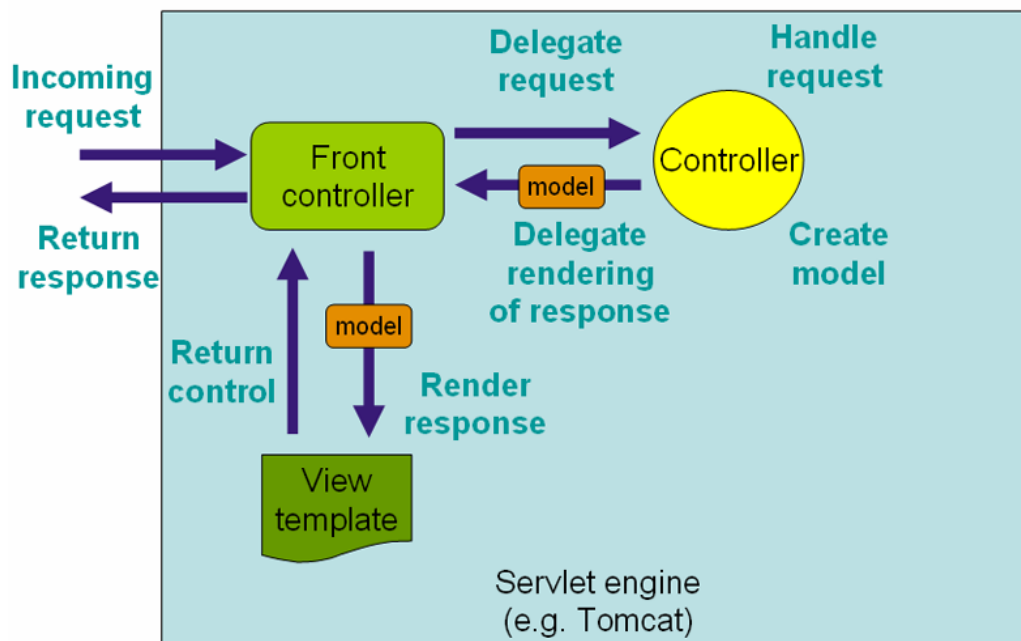 Incoming
request
Delegate
request
Handle
request
Front
controller
Controller
model
Return
response
Delegate
rendering
of response
Create
model
model
Return
control
Render
response
View
template
Servlet engine
(e.g. Tomcat)